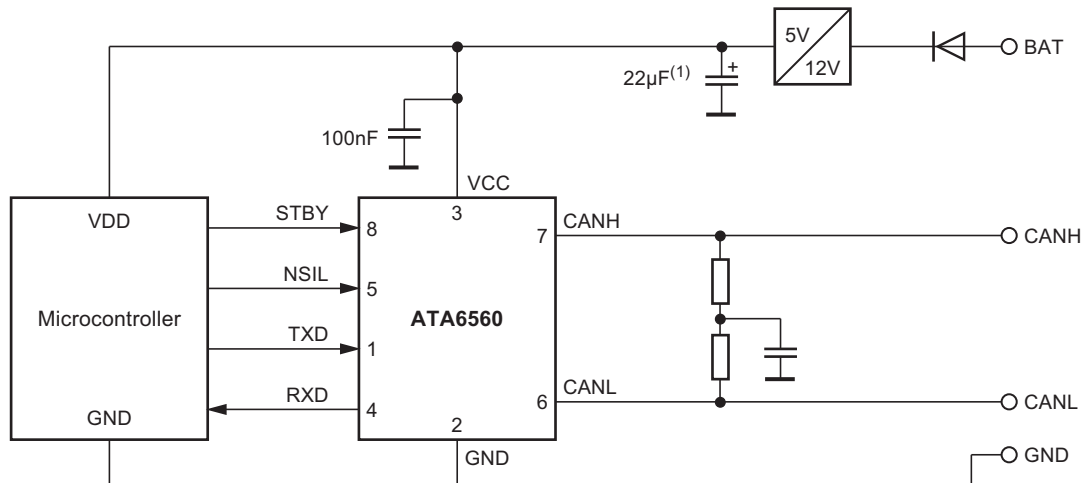 5V
12V
BAT
22µF(1)
+
100nF
VCC
3
VDD
STBY
8
7
CANH
CANH
NSIL
5
Microcontroller
ATA6560
TXD
1
RXD
4
6
CANL
CANL
GND
2
GND
GND